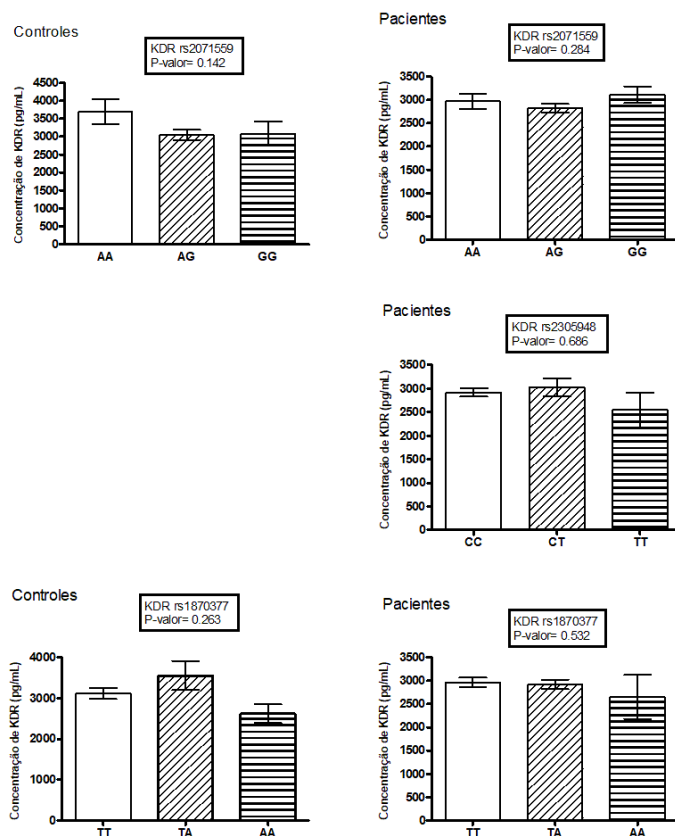 Controles
KDR rs2071559
P-valor= 0.142
Concentração de KDR (pg/mL)
4500
4000
3500
3000
2500
2000
1500
1000
500
0
AA AG GG
Pacientes
KDR rs2071559
P-valor= 0.284
Concentração de KDR (pg/mL)
3500
3000
2500
2000
1500
1000
500
0
AA AG GG
Pacientes
KDR rs2305948
P-valor= 0.686
Concentração de KDR (pg/mL)
3500
3000
2500
2000
1500
1000
500
0
CC CT TT
Controles
KDR rs1870377
P-valor= 0.263
Concentração de KDR (pg/mL)
4000
3000
2000
1000
0
TT TA AA
Pacientes
KDR rs1870377
P-valor= 0.532
Concentração de KDR (pg/mL)
3500
3000
2500
2000
1500
1000
500
0
TT TA AA